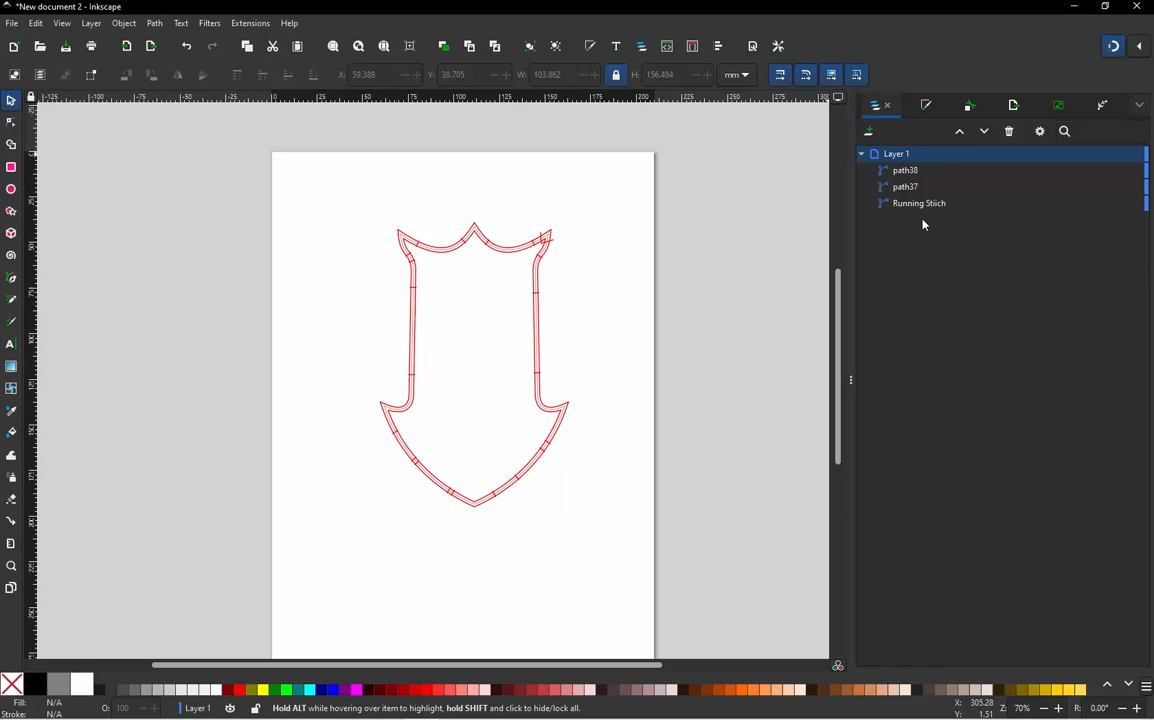 *New document 2 - Inkscape
File Edit View Layer Object Path Text Filters Extensions Help
X: 59.388 Y: 38.705 W: 103.862 H: 156.484 mm
Layer 1
path38
path37
Running Stiich
Fill: N/A
Stroke: N/A
O: 100
Layer 1
Hold ALT while hovering over item to highlight, hold SHIFT and click to hide/lock all.
X: 305.28
Y: 1.51
Z: 70%
R: 0.00°